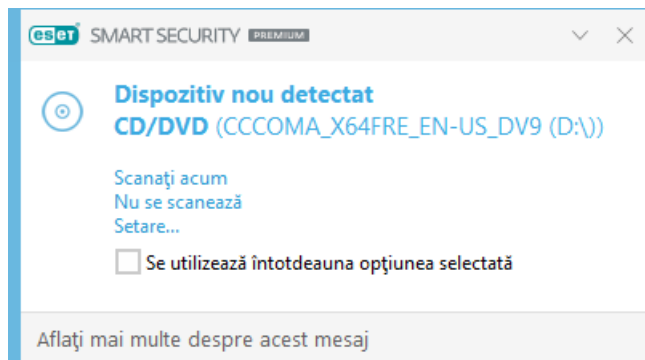 eset SMART SECURITY PREMIUM
Dispozitiv nou detectat
CD/DVD (CCCOMA_X64FRE_EN-US_DV9 (D:\))
Scanaţi acum
Nu se scanează
Setare...
Se utilizează întotdeauna opţiunea selectată
Aflaţi mai multe despre acest mesaj